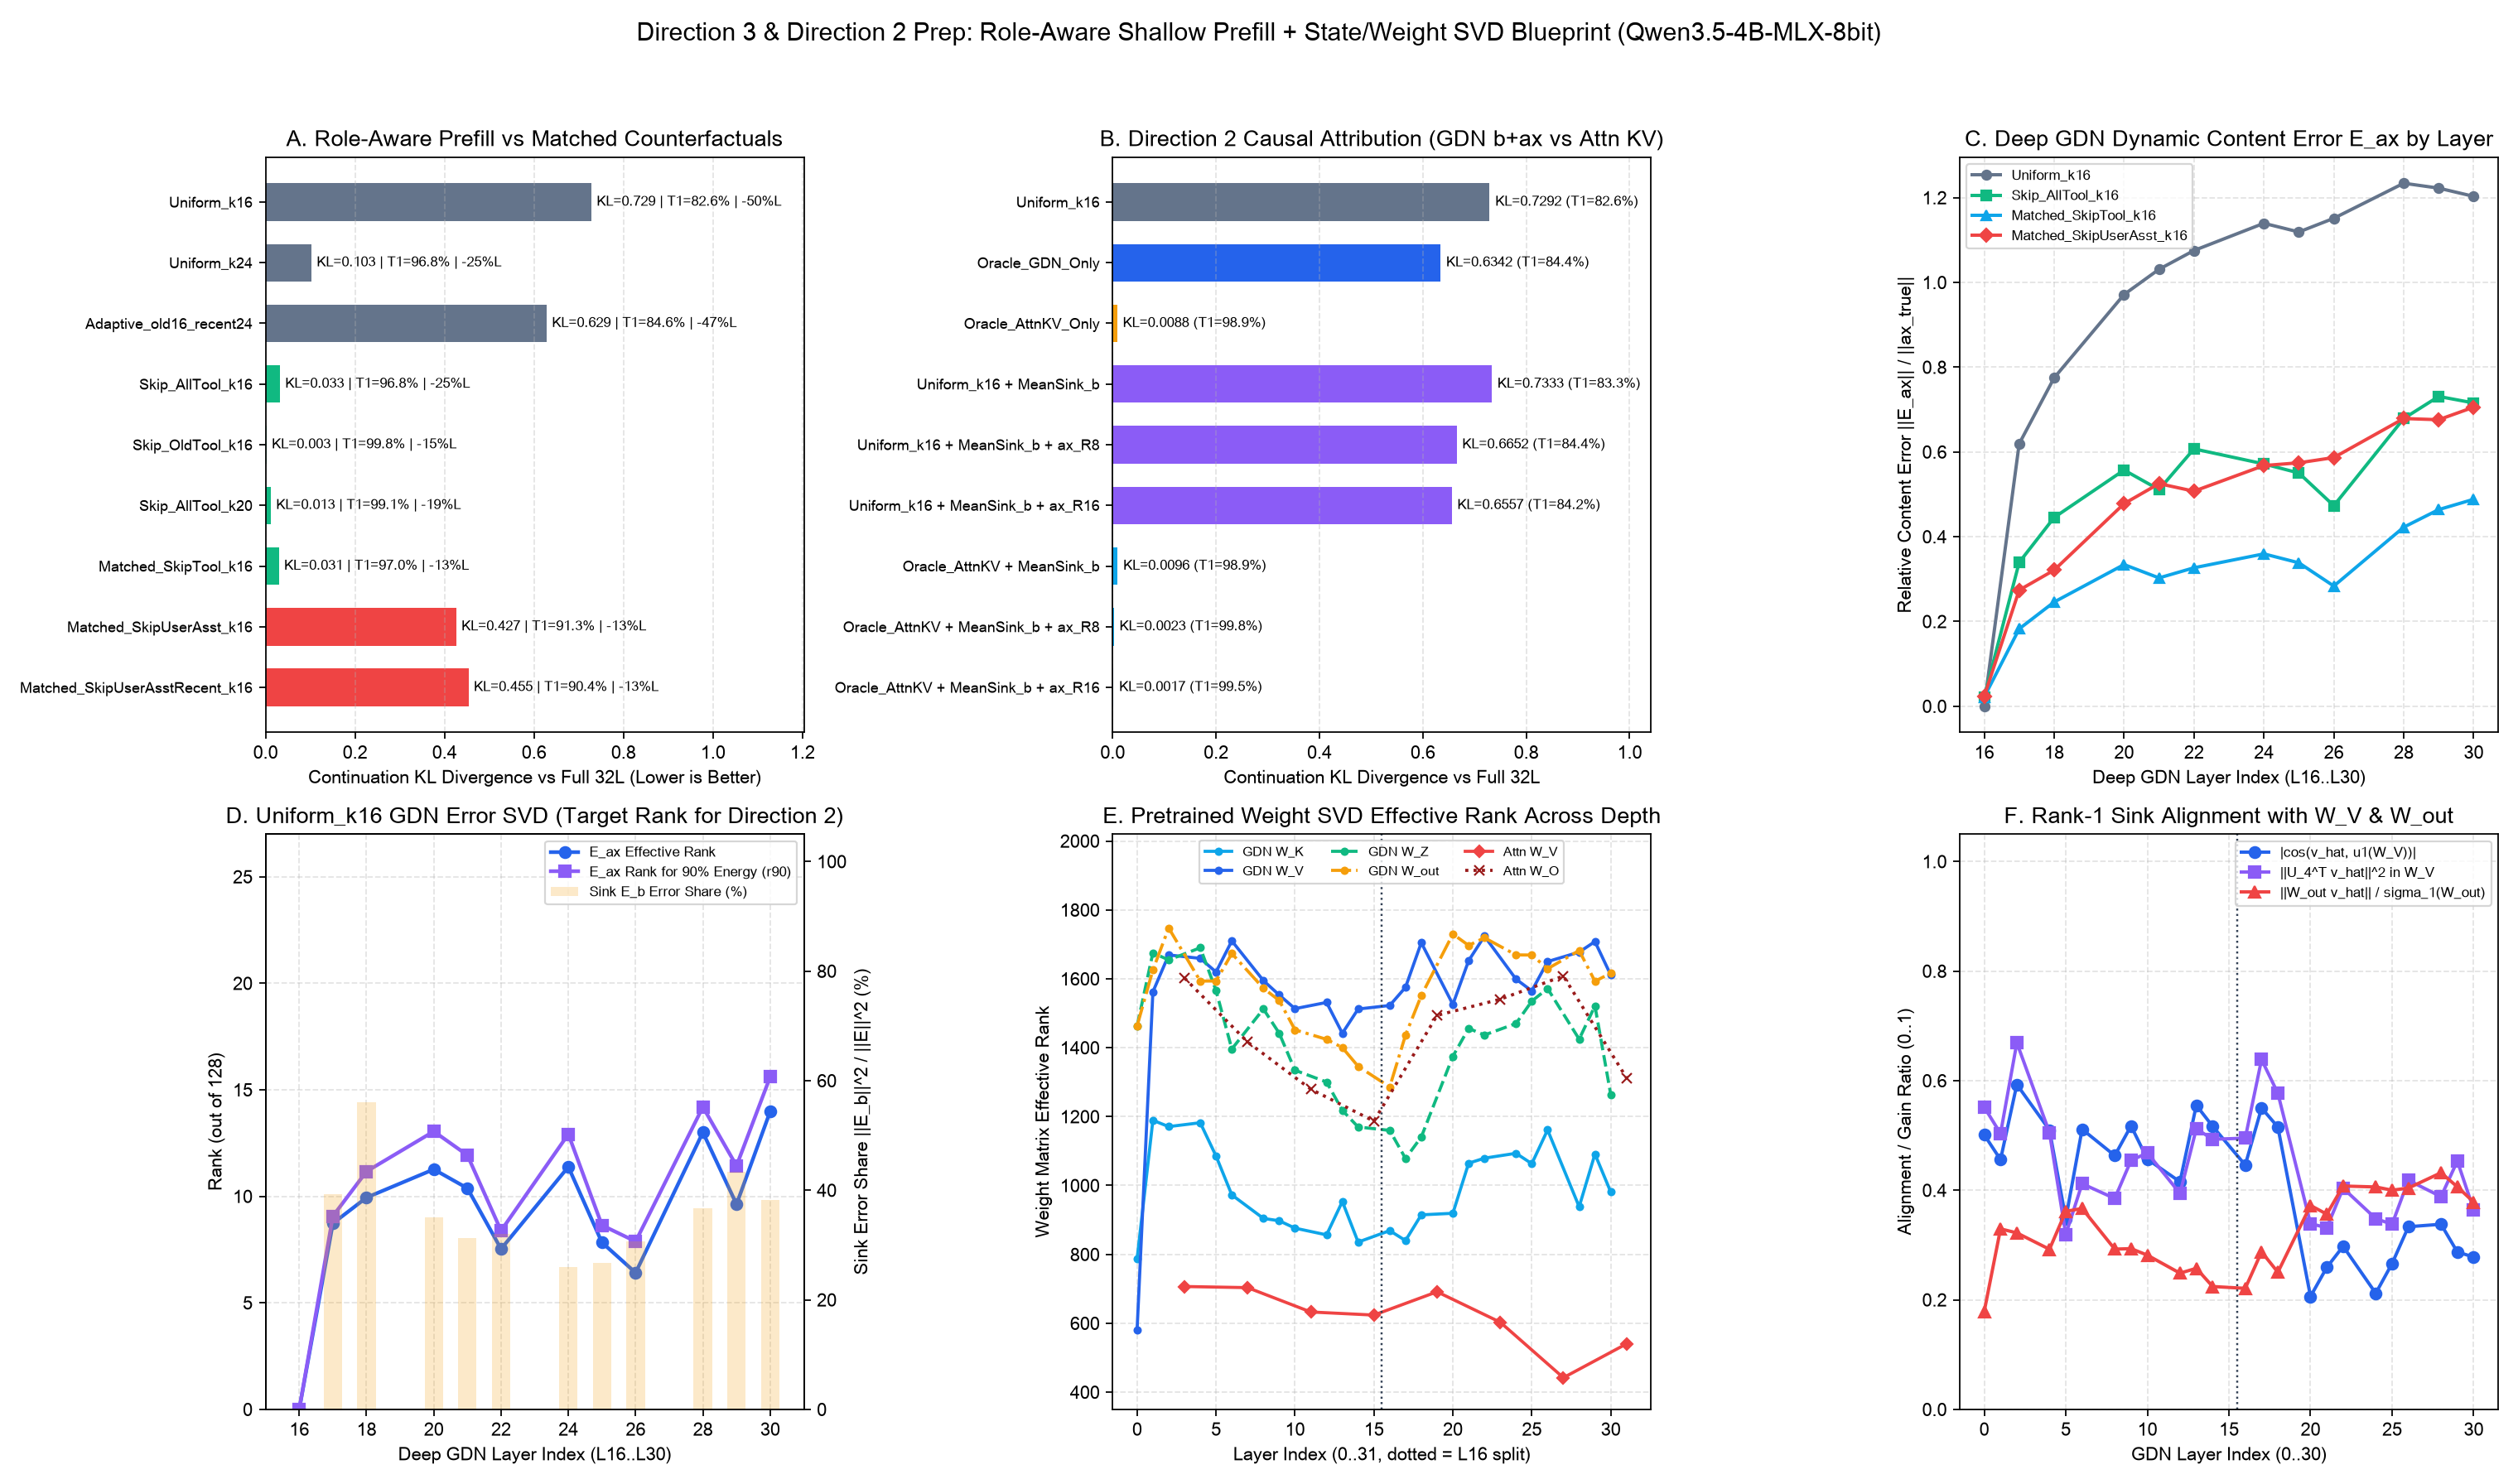 Direction 3 & Direction 2 Prep: Role-Aware Shallow Prefill + State/Weight SVD Blueprint (Qwen3.5-4B-MLX-8bit)
A. Role-Aware Prefill vs Matched Counterfactuals
Uniform_k16
KL=0.729 | T1=82.6% | -50%L
Uniform_k24
KL=0.103 | T1=96.8% | -25%L
Adaptive_old16_recent24
KL=0.629 | T1=84.6% | -47%L
Skip_AllTool_k16
KL=0.033 | T1=96.8% | -25%L
Skip_OldTool_k16
KL=0.003 | T1=99.8% | -15%L
Skip_AllTool_k20
KL=0.013 | T1=99.1% | -19%L
Matched_SkipTool_k16
KL=0.031 | T1=97.0% | -13%L
Matched_SkipUserAsst_k16
KL=0.427 | T1=91.3% | -13%L
Matched_SkipUserAsstRecent_k16
KL=0.455 | T1=90.4% | -13%L
0.0 0.2 0.4 0.6 0.8 1.0 1.2
Continuation KL Divergence vs Full 32L (Lower is Better)
B. Direction 2 Causal Attribution (GDN b+ax vs Attn KV)
Uniform_k16
KL=0.7292 (T1=82.6%)
Oracle_GDN_Only
KL=0.6342 (T1=84.4%)
Oracle_AttnKV_Only
KL=0.0088 (T1=98.9%)
Uniform_k16 + MeanSink_b
KL=0.7333 (T1=83.3%)
Uniform_k16 + MeanSink_b + ax_R8
KL=0.6652 (T1=84.4%)
Uniform_k16 + MeanSink_b + ax_R16
KL=0.6557 (T1=84.2%)
Oracle_AttnKV + MeanSink_b
KL=0.0096 (T1=98.9%)
Oracle_AttnKV + MeanSink_b + ax_R8
KL=0.0023 (T1=99.8%)
Oracle_AttnKV + MeanSink_b + ax_R16
KL=0.0017 (T1=99.5%)
0.0 0.2 0.4 0.6 0.8 1.0
Continuation KL Divergence vs Full 32L
C. Deep GDN Dynamic Content Error E_ax by Layer
Uniform_k16
Skip_AllTool_k16
Matched_SkipTool_k16
Matched_SkipUserAsst_k16
Relative Content Error ||E_ax|| / ||ax_true||
1.2
1.0
0.8
0.6
0.4
0.2
0.0
16 18 20 22 24 26 28 30
Deep GDN Layer Index (L16..L30)
D. Uniform_k16 GDN Error SVD (Target Rank for Direction 2)
E_ax Effective Rank
E_ax Rank for 90% Energy (r90)
Sink E_b Error Share (%)
Rank (out of 128)
25
20
15
10
5
0
100
80
60
40
20
0
Sink Error Share ||E_b||^2 / ||E||^2 (%)
16 18 20 22 24 26 28 30
Deep GDN Layer Index (L16..L30)
E. Pretrained Weight SVD Effective Rank Across Depth
GDN W_K
GDN W_V
GDN W_Z
GDN W_out
Attn W_V
Attn W_O
Weight Matrix Effective Rank
2000
1800
1600
1400
1200
1000
800
600
400
0 5 10 15 20 25 30
Layer Index (0..31, dotted = L16 split)
F. Rank-1 Sink Alignment with W_V & W_out
|cos(v_hat, u1(W_V))|
||U_4^T v_hat||^2 in W_V
||W_out v_hat|| / sigma_1(W_out)
Alignment / Gain Ratio (0..1)
1.0
0.8
0.6
0.4
0.2
0.0
0 5 10 15 20 25 30
GDN Layer Index (0..30)